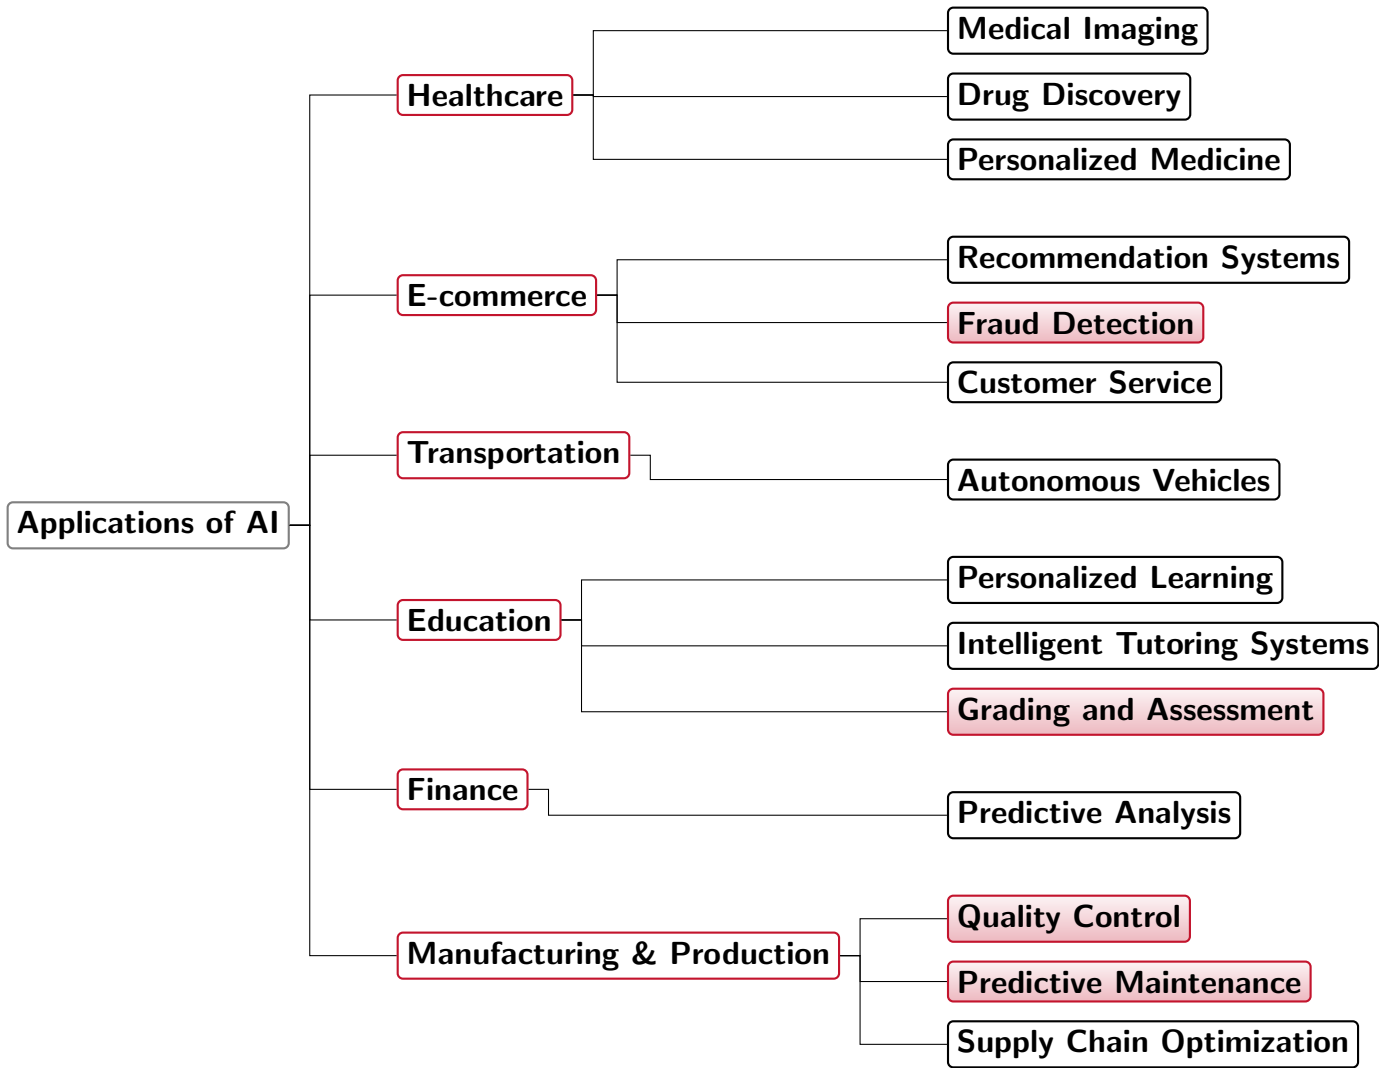 Applications of AI
Healthcare
Medical Imaging
Drug Discovery
Personalized Medicine
E-commerce
Recommendation Systems
Fraud Detection
Customer Service
Transportation
Autonomous Vehicles
Education
Personalized Learning
Intelligent Tutoring Systems
Grading and Assessment
Finance
Predictive Analysis
Manufacturing & Production
Quality Control
Predictive Maintenance
Supply Chain Optimization